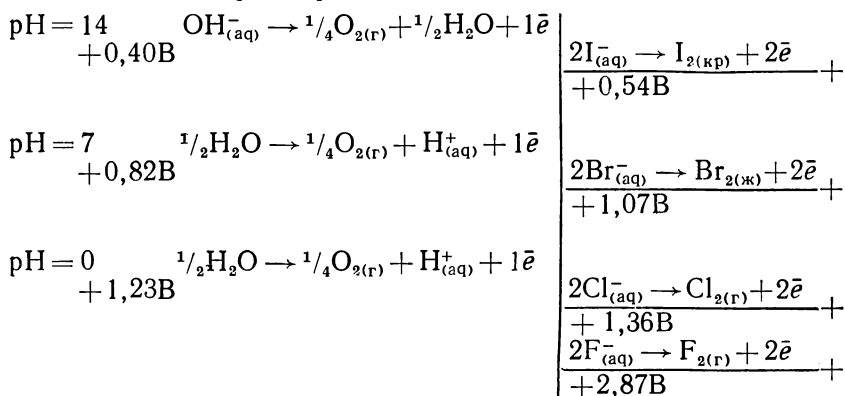 pH = 14 OH⁻(aq) → ¹/₄O₂(г) + ¹/₂H₂O + 1ē
+0,40В
2I⁻(aq) → I₂(кр) + 2ē +
+0,54В
pH = 7 ¹/₂H₂O → ¹/₄O₂(г) + H⁺(aq) + 1ē
+0,82В
2Br⁻(aq) → Br₂(ж) + 2ē +
+1,07В
pH = 0 ¹/₂H₂O → ¹/₄O₂(г) + H⁺(aq) + 1ē
+1,23В
2Cl⁻(aq) → Cl₂(г) + 2ē +
+ 1,36В
2F⁻(aq) → F₂(г) + 2ē +
+2,87В